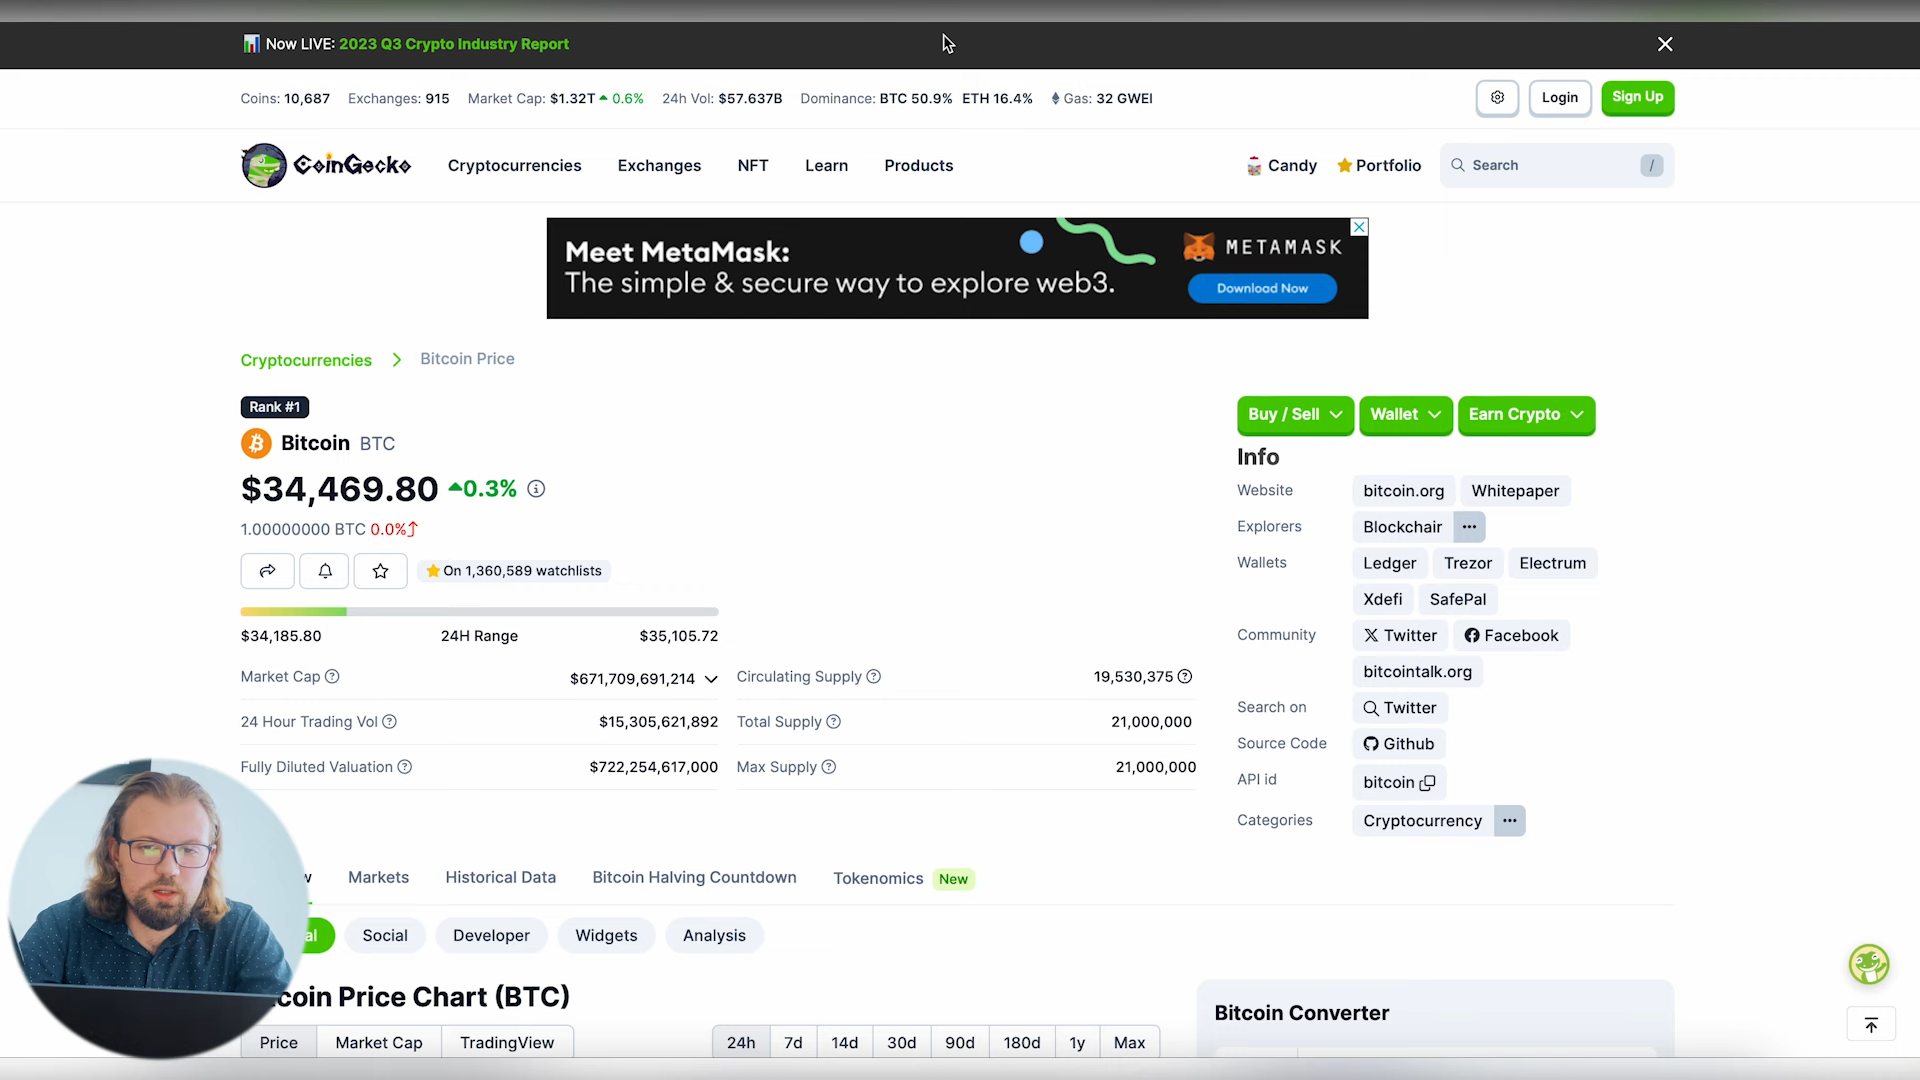 Now LIVE: 2023 Q3 Crypto Industry Report
Coins: 10,687 Exchanges: 915 Market Cap: $1.32T 0.6% 24h Vol: $57.637B Dominance: BTC 50.9% ETH 16.4% Gas: 32 GWEI
Login
Sign Up
CoinGecko
Cryptocurrencies Exchanges NFT Learn Products
Candy Portfolio
Search /
Meet MetaMask:
The simple & secure way to explore web3.
METAMASK
Download Now
Cryptocurrencies > Bitcoin Price
Rank #1
Bitcoin BTC
$34,469.80 0.3%
1.00000000 BTC 0.0%
On 1,360,589 watchlists
$34,185.80 24H Range $35,105.72
Market Cap $671,709,691,214
24 Hour Trading Vol $15,305,621,892
Fully Diluted Valuation $722,254,617,000
Circulating Supply 19,530,375
Total Supply 21,000,000
Max Supply 21,000,000
Buy / Sell Wallet Earn Crypto
Info
Website bitcoin.org Whitepaper
Explorers Blockchair ...
Wallets Ledger Trezor Electrum
Xdefi SafePal
Community X Twitter Facebook
bitcointalk.org
Search on Twitter
Source Code Github
API id bitcoin
Categories Cryptocurrency ...
w Markets Historical Data Bitcoin Halving Countdown Tokenomics New
al Social Developer Widgets Analysis
tcoin Price Chart (BTC)
Price Market Cap TradingView
24h 7d 14d 30d 90d 180d 1y Max
Bitcoin Converter